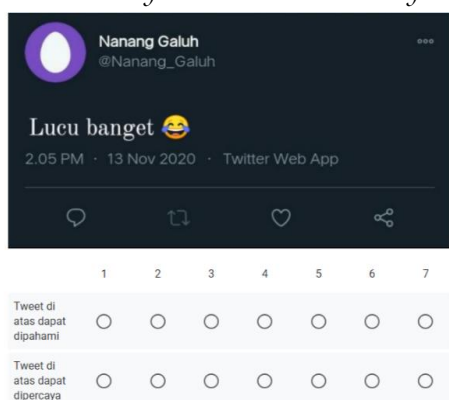 Nanang Galuh
@Nanang_Galuh
Lucu banget 😂
2.05 PM · 13 Nov 2020 · Twitter Web App
1 2 3 4 5 6 7
Tweet di
atas dapat
dipahami
Tweet di
atas dapat
dipercaya